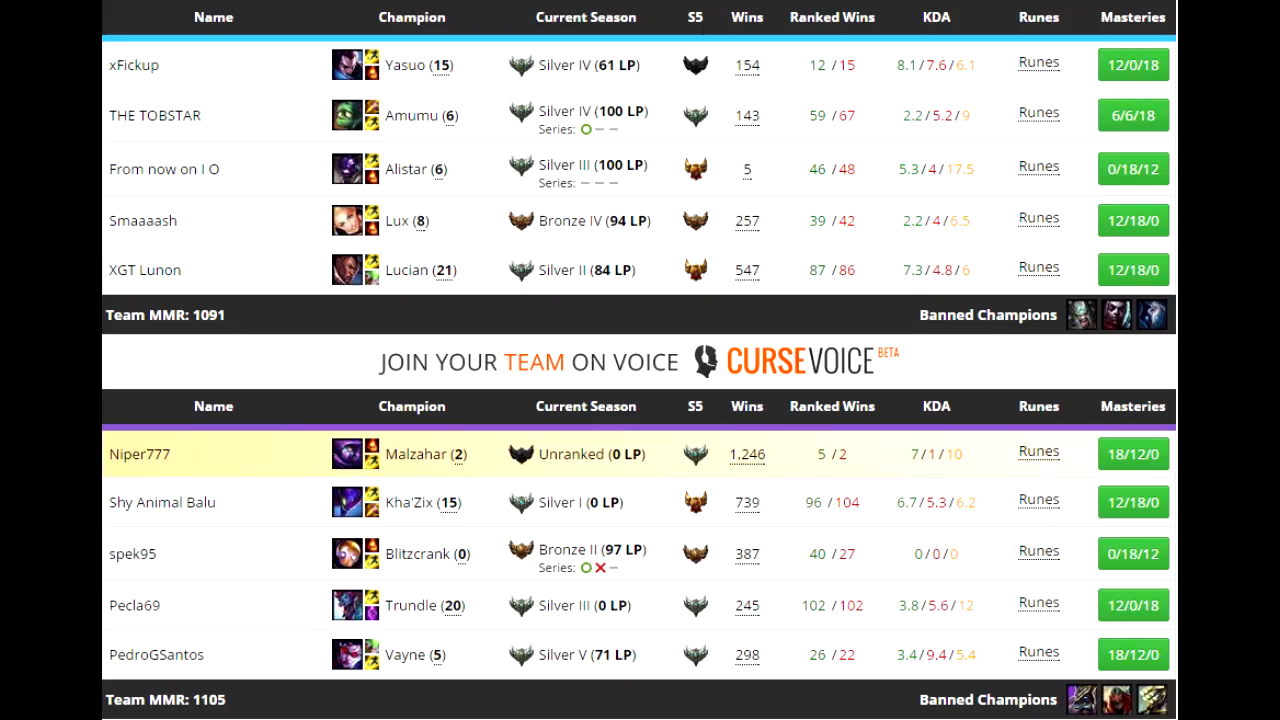 Name Champion Current Season S5 Wins Ranked Wins KDA Runes Masteries
xFickup Yasuo (15) Silver IV (61 LP) 154 12 / 15 8.1 / 7.6 / 6.1 Runes 12/0/18
THE TOBSTAR Amumu (6) Silver IV (100 LP) 143 59 / 67 2.2 / 5.2 / 9 Runes 6/6/18
Series:
From now on I O Alistar (6) Silver III (100 LP) 5 46 / 48 5.3 / 4 / 17.5 Runes 0/18/12
Series:
Smaaaash Lux (8) Bronze IV (94 LP) 257 39 / 42 2.2 / 4 / 6.5 Runes 12/18/0
XGT Lunon Lucian (21) Silver II (84 LP) 547 87 / 86 7.3 / 4.8 / 6 Runes 12/18/0
Team MMR: 1091 Banned Champions
JOIN YOUR TEAM ON VOICE CURSEVOICE BETA
Name Champion Current Season S5 Wins Ranked Wins KDA Runes Masteries
Niper777 Malzahar (2) Unranked (0 LP) 1,246 5 / 2 7 / 1 / 10 Runes 18/12/0
Shy Animal Balu Kha'Zix (15) Silver I (0 LP) 739 96 / 104 6.7 / 5.3 / 6.2 Runes 12/18/0
spek95 Blitzcrank (0) Bronze II (97 LP) 387 40 / 27 0 / 0 / 0 Runes 0/18/12
Series:
Pecla69 Trundle (20) Silver III (0 LP) 245 102 / 102 3.8 / 5.6 / 12 Runes 12/0/18
PedroGSantos Vayne (5) Silver V (71 LP) 298 26 / 22 3.4 / 9.4 / 5.4 Runes 18/12/0
Team MMR: 1105 Banned Champions